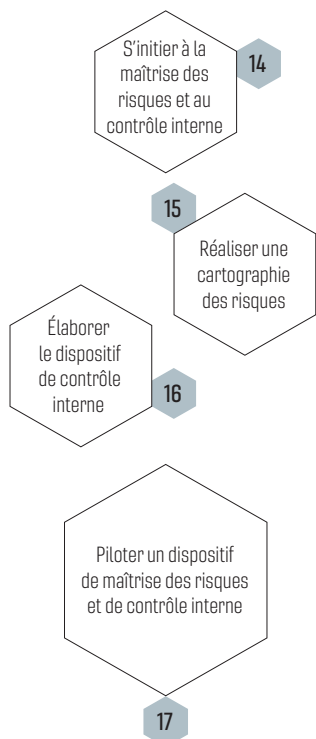 S'initier à la
maîtrise des
risques et au
contrôle interne
14
15
Réaliser une
cartographie
des risques
Élaborer
le dispositif
de contrôle
interne
16
Piloter un dispositif
de maîtrise des risques
et de contrôle interne
17